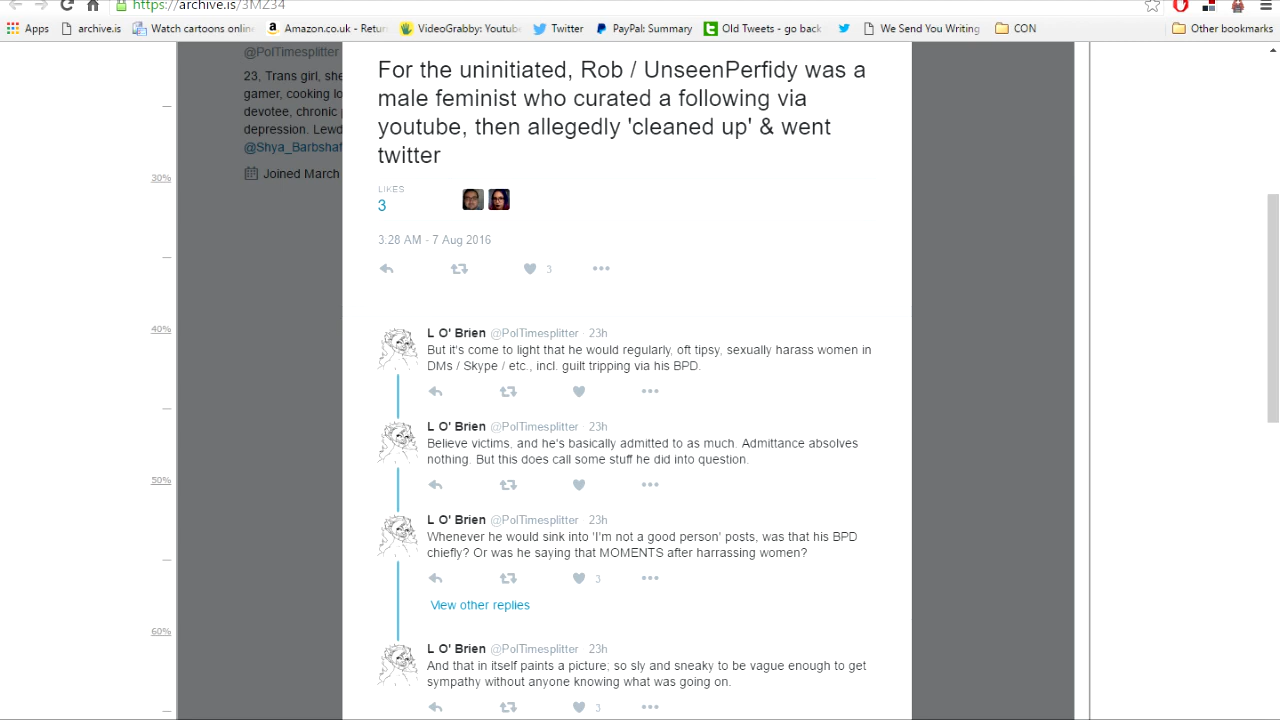 https://archive.is/3MZ34
Apps archive.is Watch cartoons online Amazon.co.uk - Return VideoGrabby: Youtube Twitter PayPal: Summary Old Tweets - go back We Send You Writing CON Other bookmarks
@PolTimesplitter
23, Trans girl, she
gamer, cooking
devotee, chronic
depression. Lewd
@Shya_Barbshaf
Joined March
For the uninitiated, Rob / UnseenPerfidy was a
male feminist who curated a following via
youtube, then allegedly 'cleaned up' & went
twitter
LIKES
3
3:28 AM - 7 Aug 2016
3
30%
40%
50%
60%
L O' Brien @PolTimesplitter · 23h
But it's come to light that he would regularly, oft tipsy, sexually harass women in
DMs / Skype / etc., incl. guilt tripping via his BPD.
L O' Brien @PolTimesplitter · 23h
Believe victims, and he's basically admitted to as much. Admittance absolves
nothing. But this does call some stuff he did into question.
L O' Brien @PolTimesplitter · 23h
Whenever he would sink into 'I'm not a good person' posts, was that his BPD
chiefly? Or was he saying that MOMENTS after harrassing women?
3
View other replies
L O' Brien @PolTimesplitter · 23h
And that in itself paints a picture; so sly and sneaky to be vague enough to get
sympathy without anyone knowing what was going on.
3